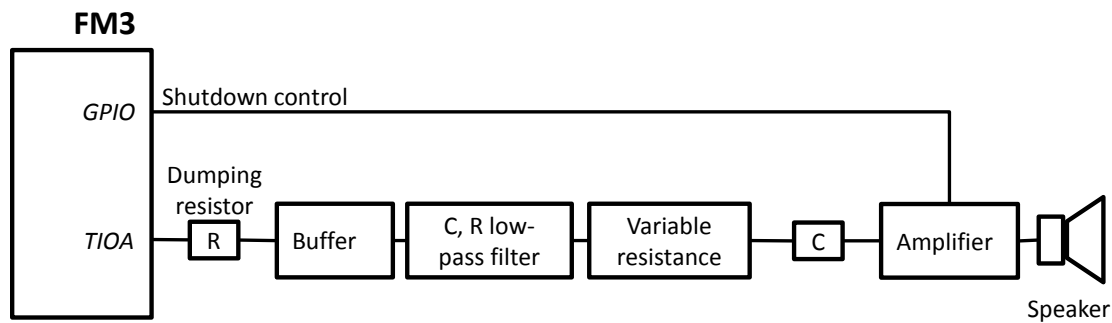 FM3
GPIO
Shutdown control
Dumping
resistor
TIOA
R
Buffer
C, R low-
pass filter
Variable
resistance
C
Amplifier
Speaker